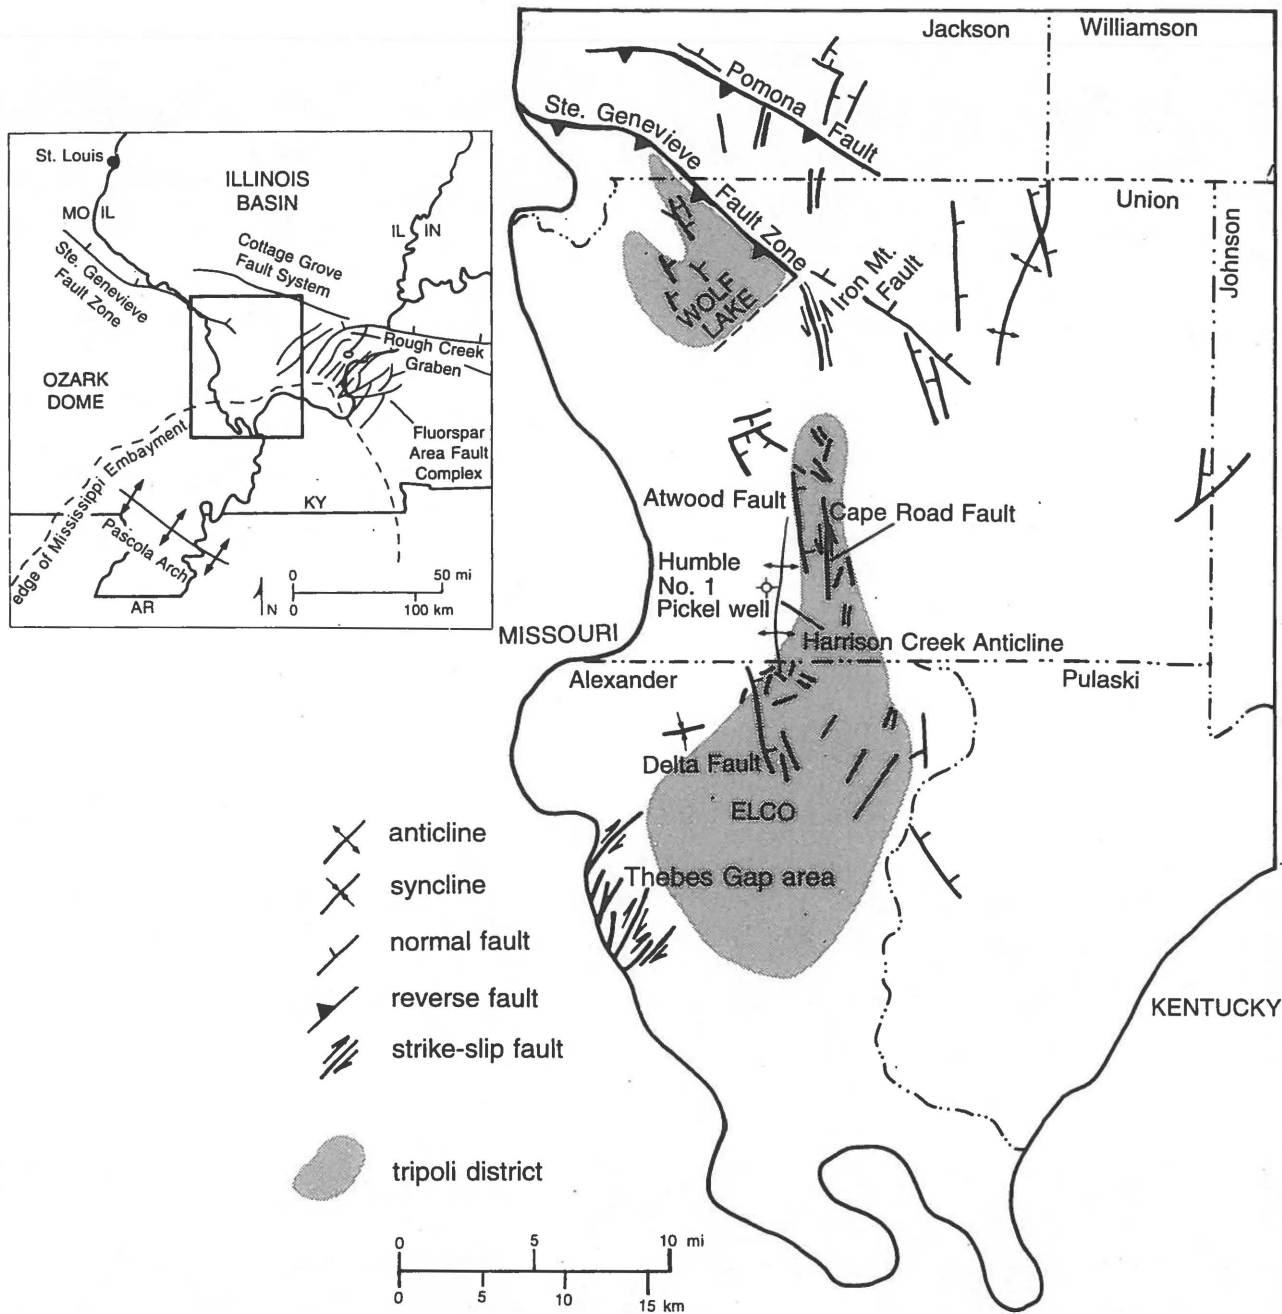 St. Louis
MO
IL
ILLINOIS
BASIN
IL
IN
Ste. Genevieve
Fault Zone
Cottage Grove
Fault System
Rough Creek
Graben
OZARK
DOME
Fluorspar
Area Fault
Complex
edge of Mississippi Embayment
KY
Pascola Arch
AR
N
0 50 mi
0 100 km
Jackson
Williamson
Pomona Fault
Ste. Genevieve Fault Zone
Union
Johnson
WOLF
LAKE
Iron Mt.
Fault
Atwood Fault
Cape Road Fault
Humble
No. 1
Pickel well
MISSOURI
Harrison Creek Anticline
Alexander
Pulaski
Delta Fault
ELCO
Thebes Gap area
KENTUCKY
anticline
syncline
normal fault
reverse fault
strike-slip fault
tripoli district
0 5 10 mi
0 5 10 15 km